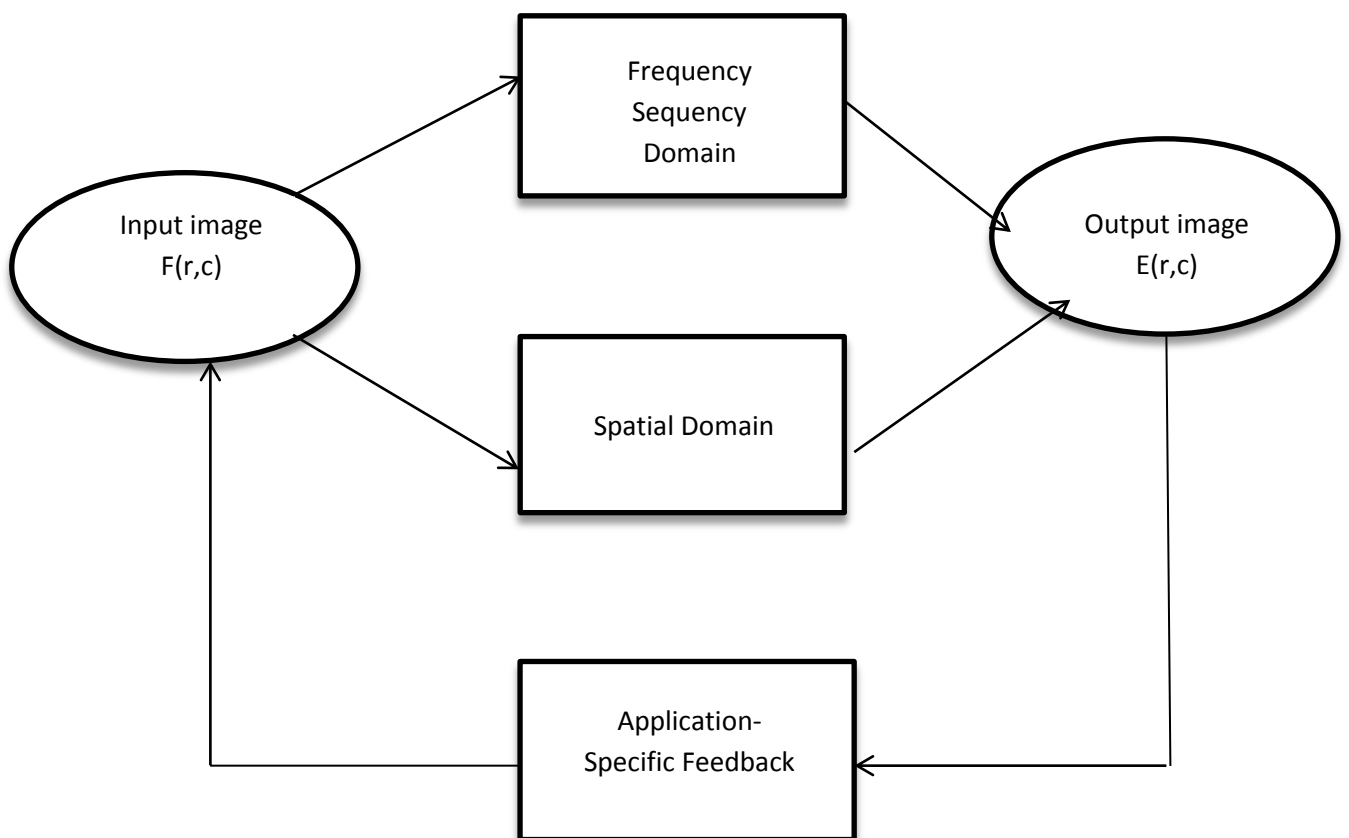 Frequency
Sequency
Domain
Input image
F(r,c)
Output image
E(r,c)
Spatial Domain
Application-
Specific Feedback